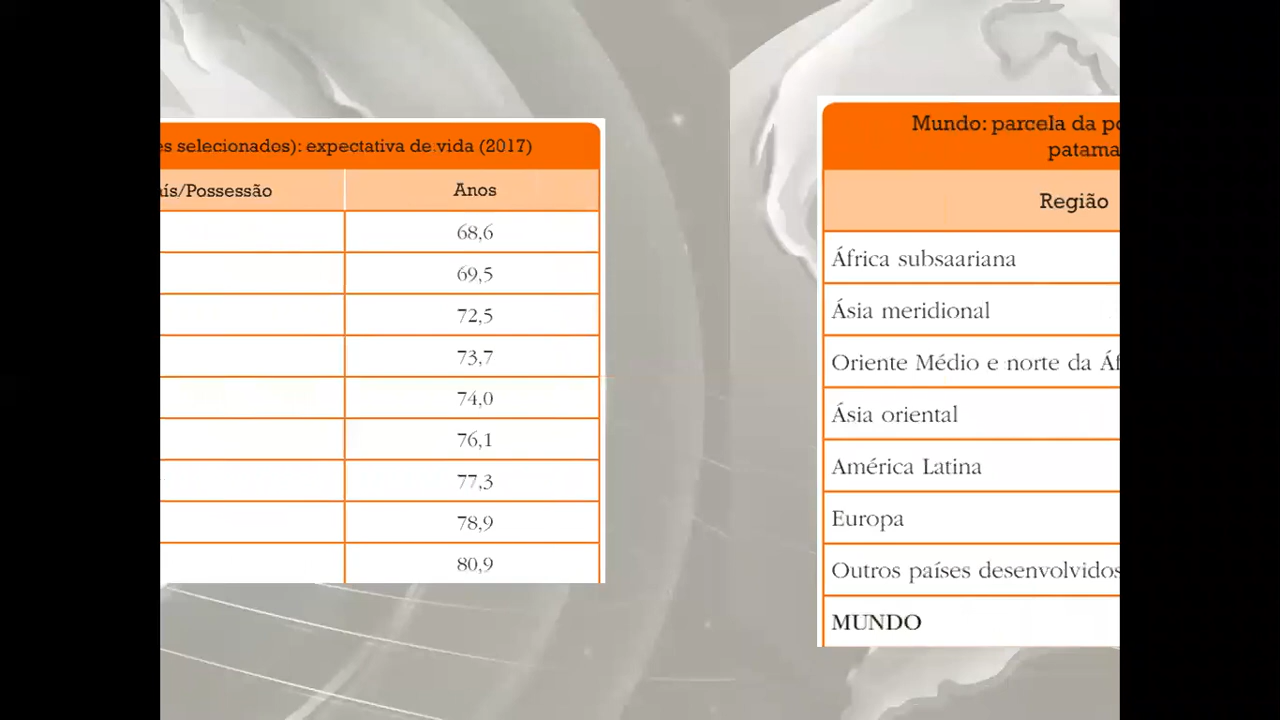 es selecionados): expectativa de vida (2017)
ís/Possessão Anos
68,6
69,5
72,5
73,7
74,0
76,1
77,3
78,9
80,9
Mundo: parcela da po
patama
Região
África subsaariana
Ásia meridional
Oriente Médio e norte da Áf
Ásia oriental
América Latina
Europa
Outros países desenvolvidos
MUNDO